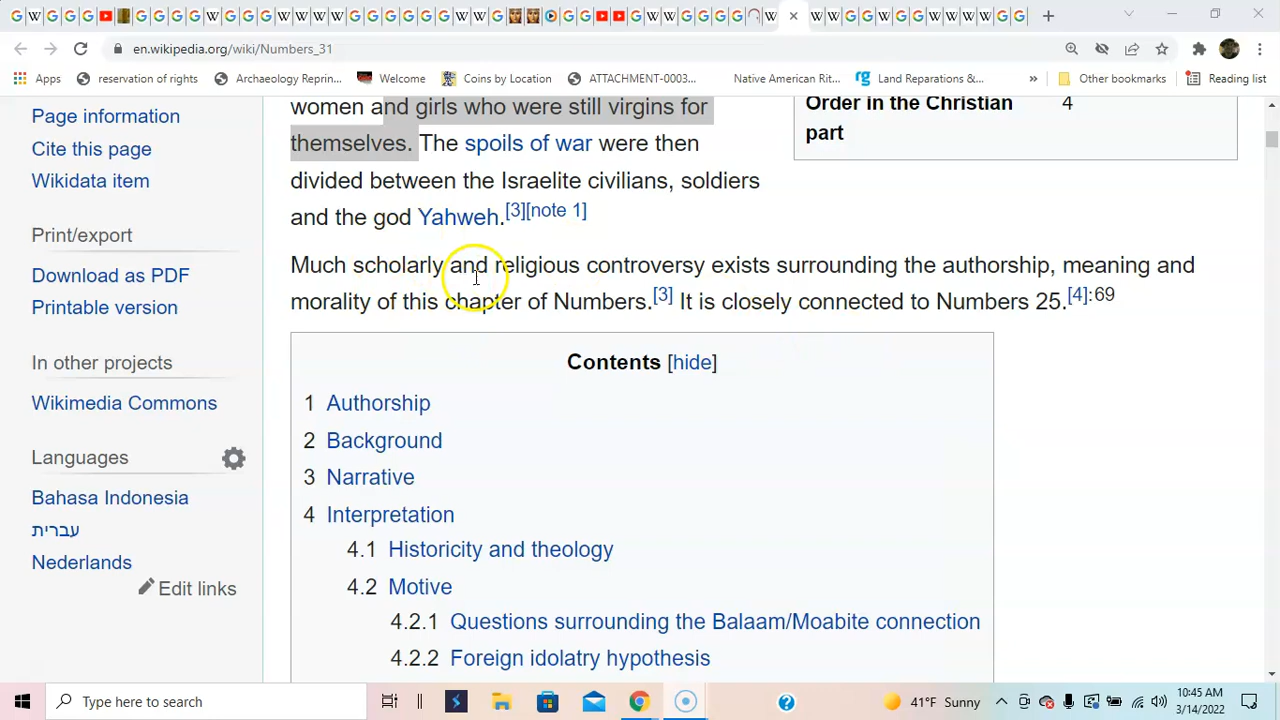 en.wikipedia.org/wiki/Numbers_31
Apps
reservation of rights
Archaeology Reprin...
Welcome
Coins by Location
ATTACHMENT-0003...
Native American Rit...
Land Reparations &...
»
Other bookmarks
Reading list
Page information
Cite this page
Wikidata item
Print/export
Download as PDF
Printable version
In other projects
Wikimedia Commons
Languages
Bahasa Indonesia
עברית
Nederlands
Edit links
women and girls who were still virgins for
themselves. The spoils of war were then
divided between the Israelite civilians, soldiers
and the god Yahweh.[3][note 1]
Order in the Christian part
4
Much scholarly and religious controversy exists surrounding the authorship, meaning and
morality of this chapter of Numbers.[3] It is closely connected to Numbers 25.[4]:69
Contents [hide]
1 Authorship
2 Background
3 Narrative
4 Interpretation
4.1 Historicity and theology
4.2 Motive
4.2.1 Questions surrounding the Balaam/Moabite connection
4.2.2 Foreign idolatry hypothesis
Type here to search
41°F Sunny
10:45 AM
3/14/2022